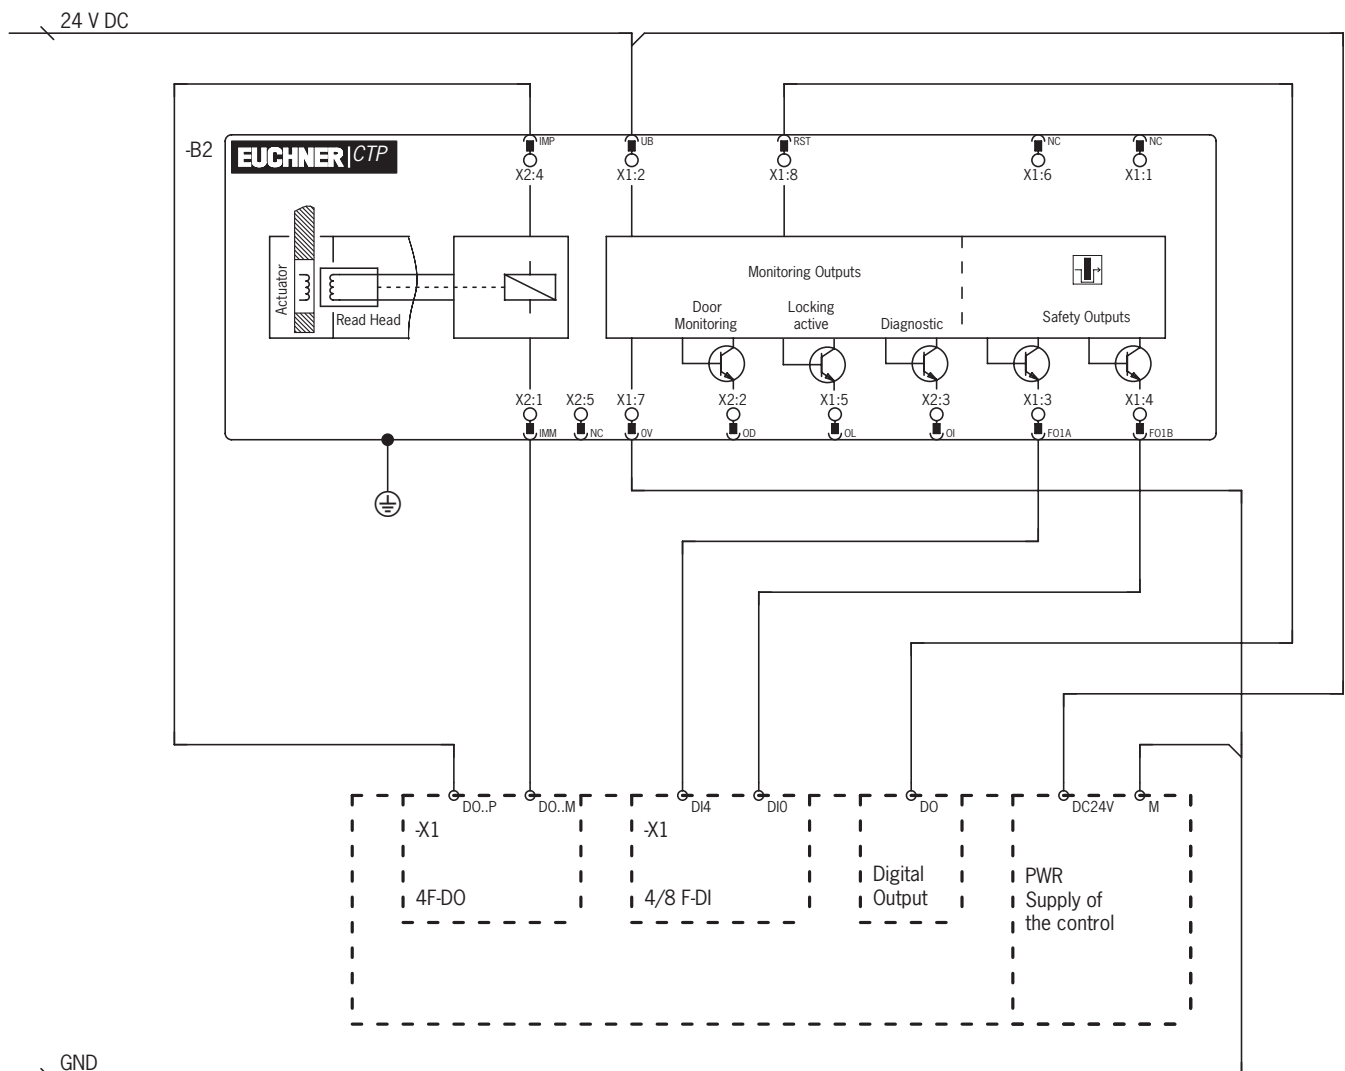 24 V DC
-B2
EUCHNER CTP
IMP
UB
RST
NC
NC
X2:4
X1:2
X1:8
X1:6
X1:1
Actuator
Read Head
Monitoring Outputs
Door
Monitoring
Locking
active
Diagnostic
Safety Outputs
X2:1
X2:5
X1:7
X2:2
X1:5
X2:3
X1:3
X1:4
IMM
NC
0V
OD
OL
OI
FO1A
FO1B
DO..P
DO..M
DI4
DI0
DO
DC24V
M
-X1
4F-DO
-X1
4/8 F-DI
Digital
Output
PWR
Supply of
the control
GND